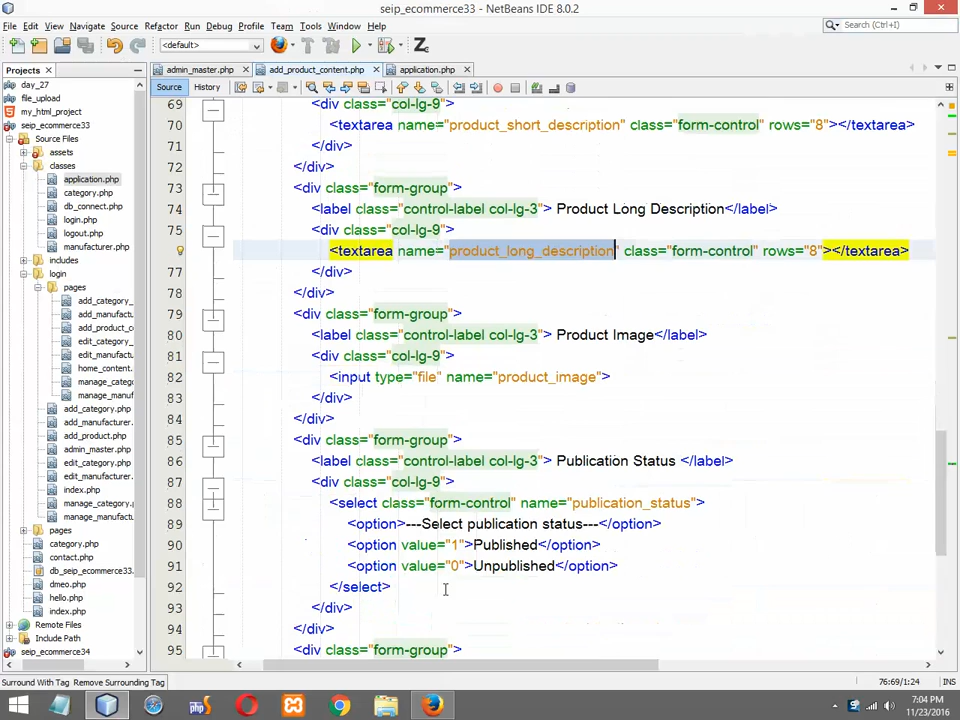 seip_ecommerce33 - NetBeans IDE 8.0.2
File Edit View Navigate Source Refactor Run Debug Profile Team Tools Window Help
Search (Ctrl+I)
<default>
Projects
admin_master.php
add_product_content.php
application.php
Source
History
day_27
file_upload
my_html_project
seip_ecommerce33
Source Files
assets
classes
application.php
category.php
db_connect.php
login.php
logout.php
manufacturer.php
includes
login
pages
add_category_
add_manufact
add_product_c
edit_category_
edit_manufact
home_content.
manage_categ
manage_manuf
add_category.php
add_manufacturer.
add_product.php
admin_master.php
edit_category.php
edit_manufacturer.
index.php
manage_category.p
manage_manufact
pages
category.php
contact.php
db_seip_ecommerce33.
dmeo.php
hello.php
index.php
Remote Files
Include Path
seip_ecommerce34
69 <div class="col-lg-9">
70 <textarea name="product_short_description" class="form-control" rows="8"></textarea>
71 </div>
72 </div>
73 <div class="form-group">
74 <label class="control-label col-lg-3"> Product Long Description</label>
75 <div class="col-lg-9">
<textarea name="product_long_description" class="form-control" rows="8"></textarea>
77 </div>
78 </div>
79 <div class="form-group">
80 <label class="control-label col-lg-3"> Product Image</label>
81 <div class="col-lg-9">
82 <input type="file" name="product_image">
83 </div>
84 </div>
85 <div class="form-group">
86 <label class="control-label col-lg-3"> Publication Status </label>
87 <div class="col-lg-9">
88 <select class="form-control" name="publication_status">
89 <option>---Select publication status---</option>
90 <option value="1">Published</option>
91 <option value="0">Unpublished</option>
92 </select>
93 </div>
94 </div>
95 <div class="form-group">
Surround With Tag Remove Surrounding Tag
76:69/1:24
INS
7:04 PM
11/23/2016